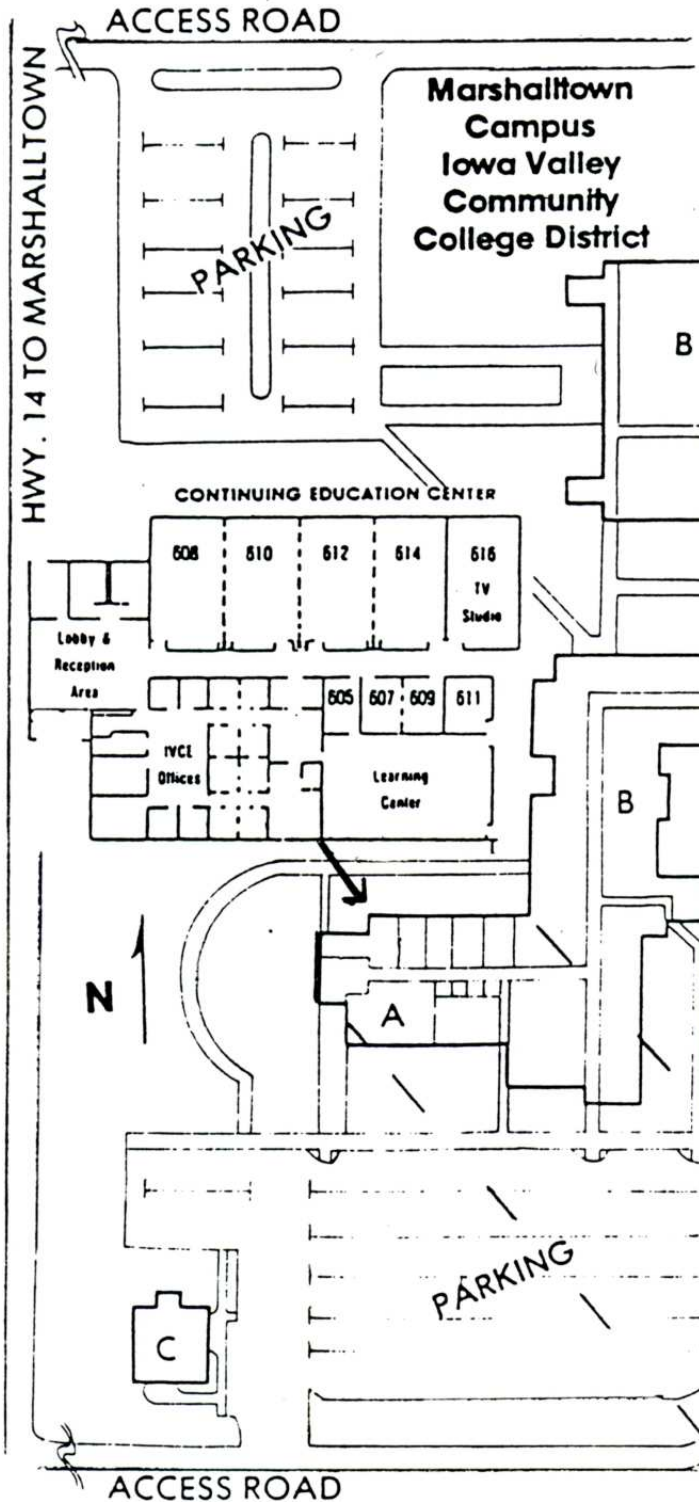 ACCESS ROAD
HWY. 14 TO MARSHALLTOWN
Marshalltown
Campus
Iowa Valley
Community
College District
PARKING
B
CONTINUING EDUCATION CENTER
608 610 612 614 616
TV
Studio
Lobby &
Reception
Area
605 607 609 611
IVCE
Offices
Learning
Center
B
N
A
PARKING
C
ACCESS ROAD